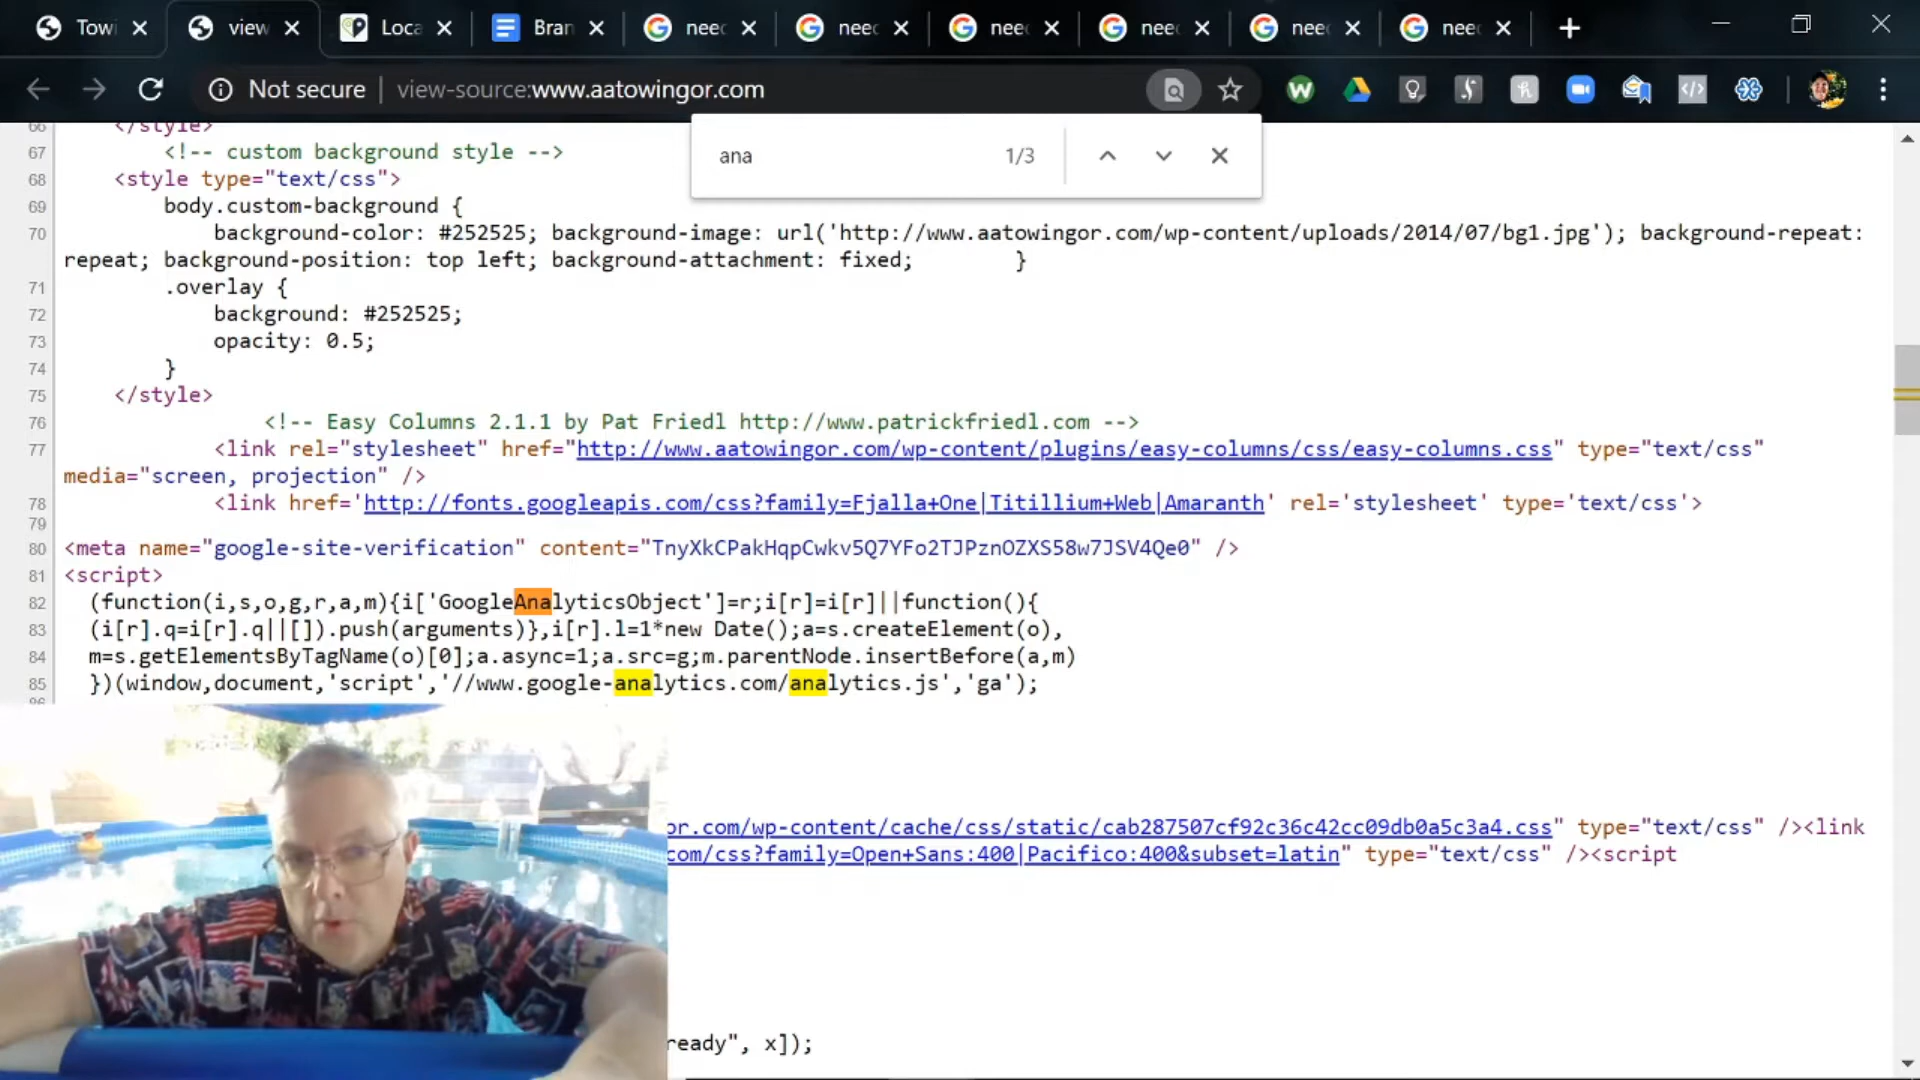 Towi
view
Loca
Bran
need
need
need
need
need
need
Not secure
view-source:www.aatowingor.com
ana
1/3
66 </style>
67 <!-- custom background style -->
68 <style type="text/css">
69 body.custom-background {
70 background-color: #252525; background-image: url('http://www.aatowingor.com/wp-content/uploads/2014/07/bg1.jpg'); background-repeat:
repeat; background-position: top left; background-attachment: fixed; }
71 .overlay {
72 background: #252525;
73 opacity: 0.5;
74 }
75 </style>
76 <!-- Easy Columns 2.1.1 by Pat Friedl http://www.patrickfriedl.com -->
77 <link rel="stylesheet" href="http://www.aatowingor.com/wp-content/plugins/easy-columns/css/easy-columns.css" type="text/css"
media="screen, projection" />
78 <link href='http://fonts.googleapis.com/css?family=Fjalla+One|Titillium+Web|Amaranth' rel='stylesheet' type='text/css'>
79
80 <meta name="google-site-verification" content="TnyXkCPakHqpCwkv5Q7YFo2TJPznOZXS58w7JSV4Qe0" />
81 <script>
82 (function(i,s,o,g,r,a,m){i['GoogleAnalyticsObject']=r;i[r]=i[r]||function(){
83 (i[r].q=i[r].q||[]).push(arguments)},i[r].l=1*new Date();a=s.createElement(o),
84 m=s.getElementsByTagName(o)[0];a.async=1;a.src=g;m.parentNode.insertBefore(a,m)
85 })(window,document,'script','//www.google-analytics.com/analytics.js','ga');
86
or.com/wp-content/cache/css/static/cab287507cf92c36c42cc09db0a5c3a4.css" type="text/css" /><link
com/css?family=Open+Sans:400|Pacifico:400&subset=latin" type="text/css" /><script
ready", x]);